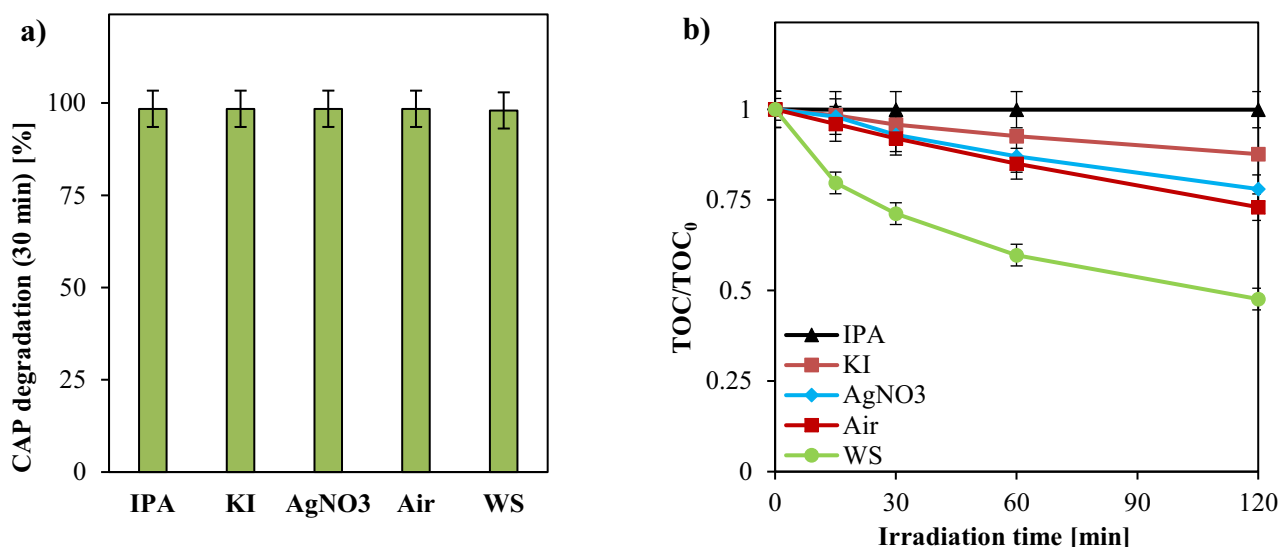 a)
CAP degradation (30 min) [%]
100
75
50
25
0
IPA KI AgNO3 Air WS
b)
TOC/TOC₀
1
0.75
0.5
0.25
0
IPA
KI
AgNO3
Air
WS
0 30 60 90 120
Irradiation time [min]